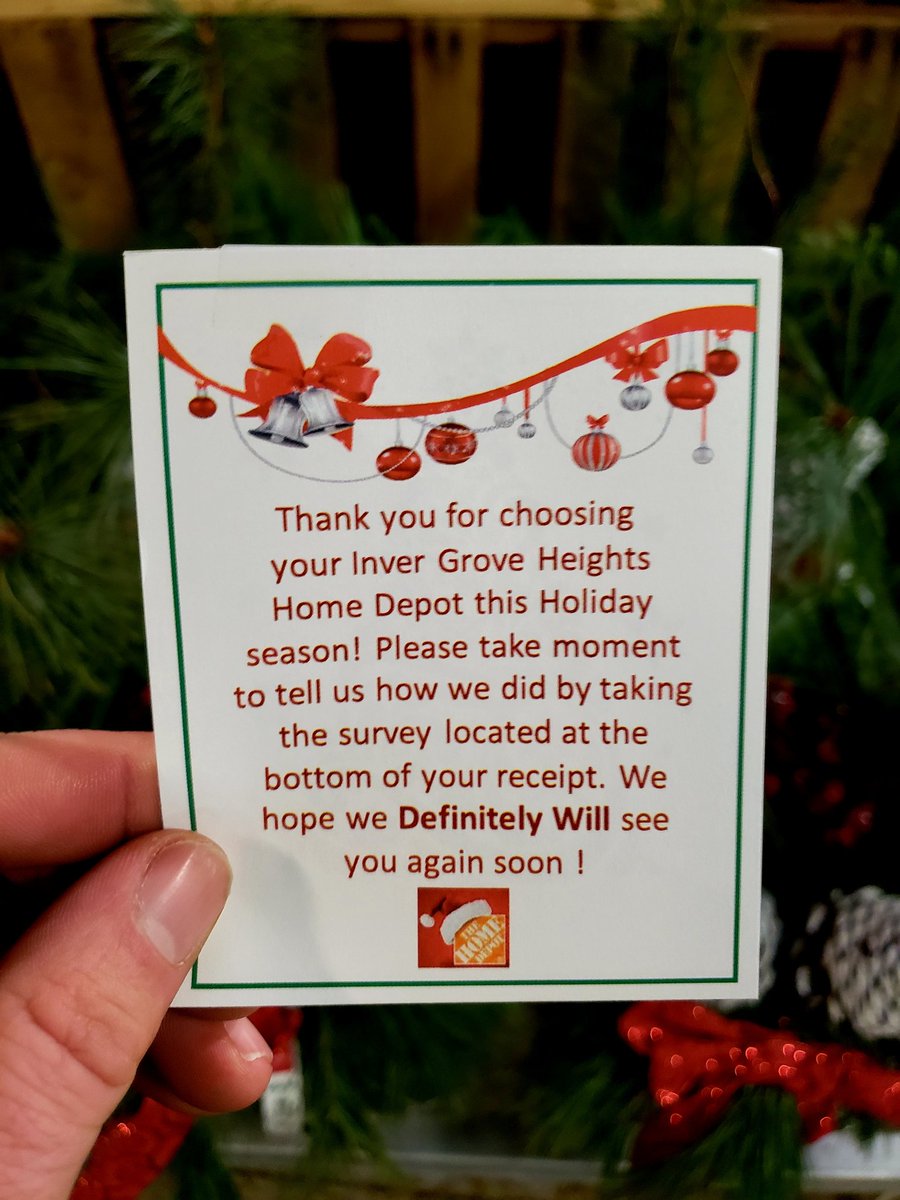 Thank you for choosing
your Inver Grove Heights
Home Depot this Holiday
season! Please take moment
to tell us how we did by taking
the survey located at the
bottom of your receipt. We
hope we Definitely Will see
you again soon !
THE
HOME
DEPOT